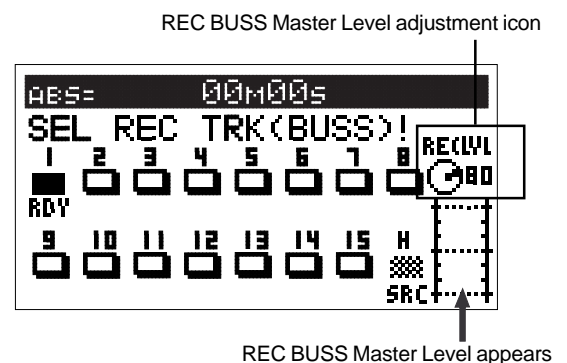 REC BUSS Master Level adjustment icon
ABS= 00M00s
SEL REC TRK(BUSS)!
1 2 3 4 5 6 7 8 RECLVL
80
RDY
9 10 11 12 13 14 15 H
SRC
REC BUSS Master Level appears